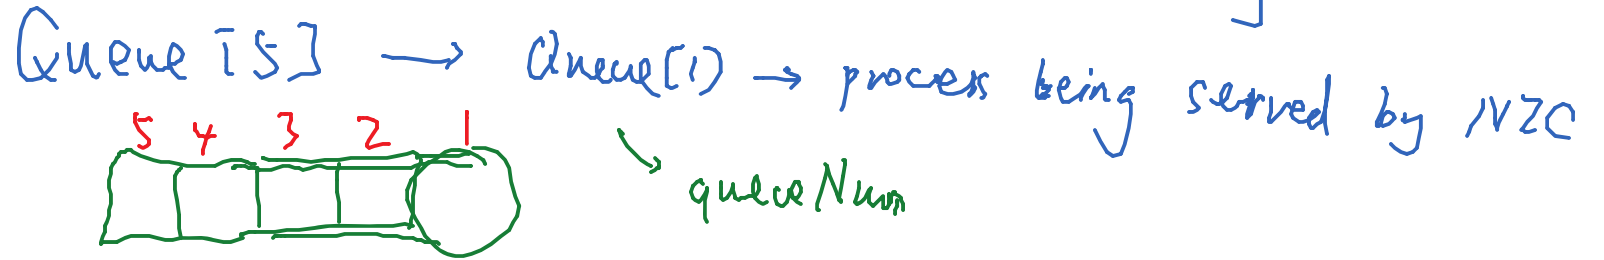 Queue [5] → Queue(1) → process being served by NZC
5 4 3 2 1
queueNum